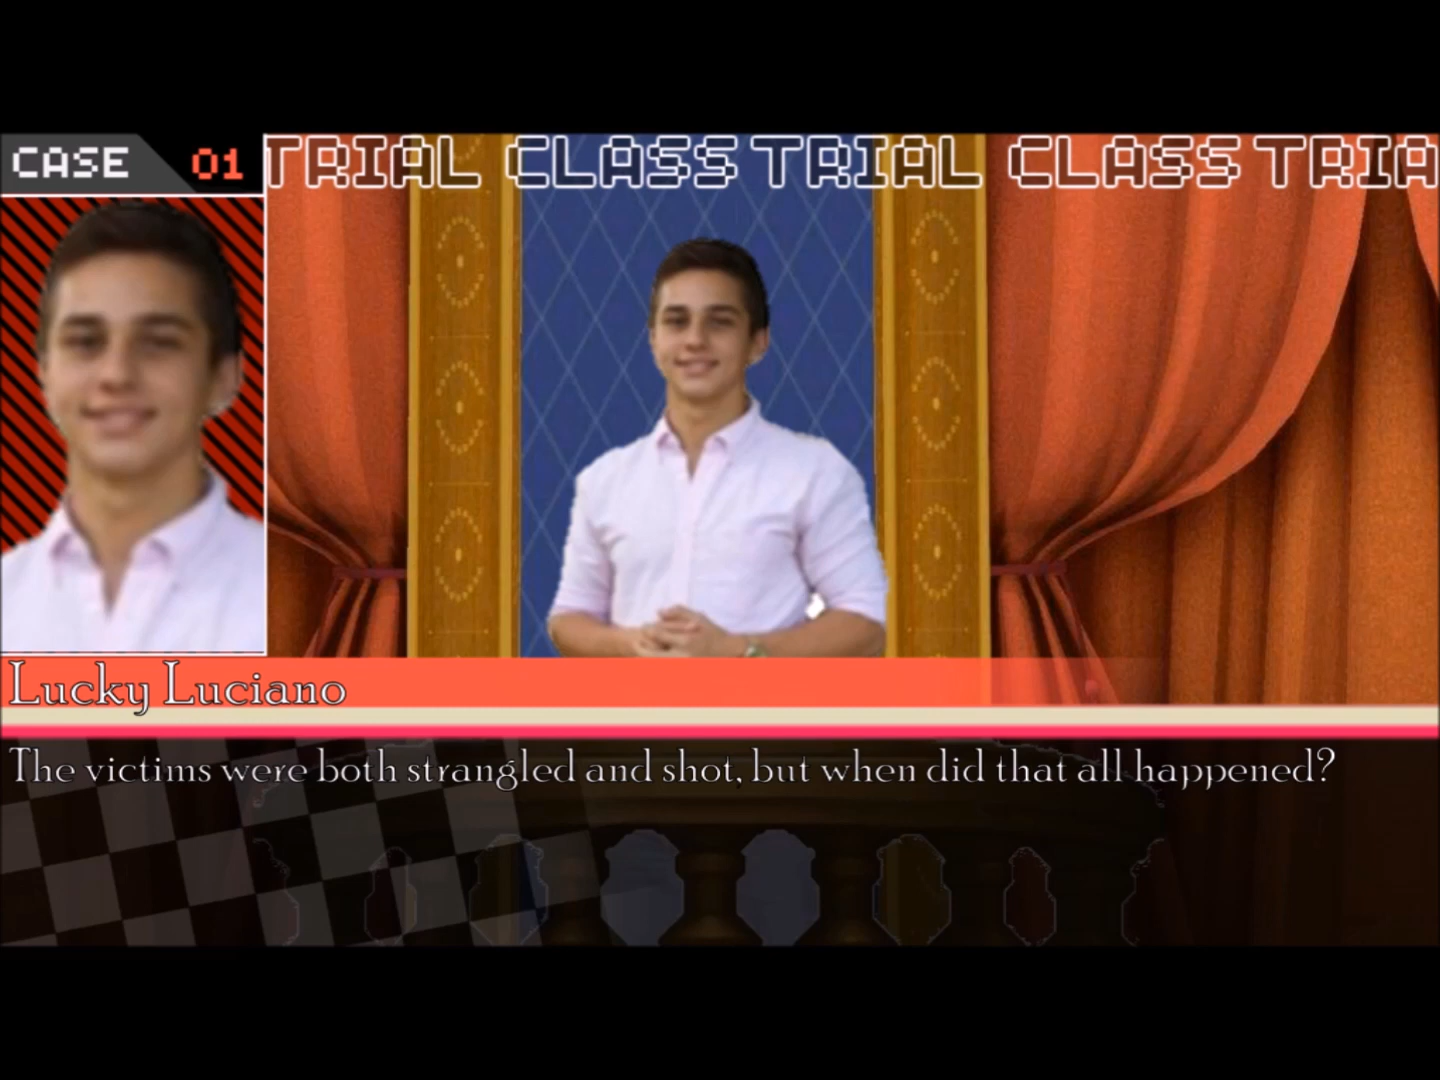 CASE 01
TRIAL CLASS TRIAL CLASS TRIA
Lucky Luciano
The victims were both strangled and shot, but when did that all happened?